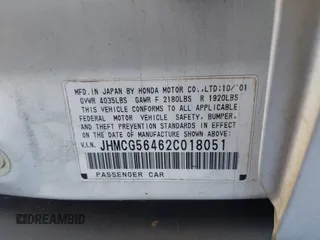 MFD. IN JAPAN BY HONDA MOTOR CO.,LTD:10/'01
GVWR 4035LBS GAWR F 2180LBS R 1920LBS
THIS VEHICLE CONFORMS TO ALL APPLICABLE
FEDERAL MOTOR VEHICLE SAFETY, BUMPER,
AND THEFT PREVENTION STANDARDS IN EFFECT
ON THE DATE OF MANUFACTURE SHOWN ABOVE.
V.I.N. JHMCG56462C018051
PASSENGER CAR
© DREAMBID .com